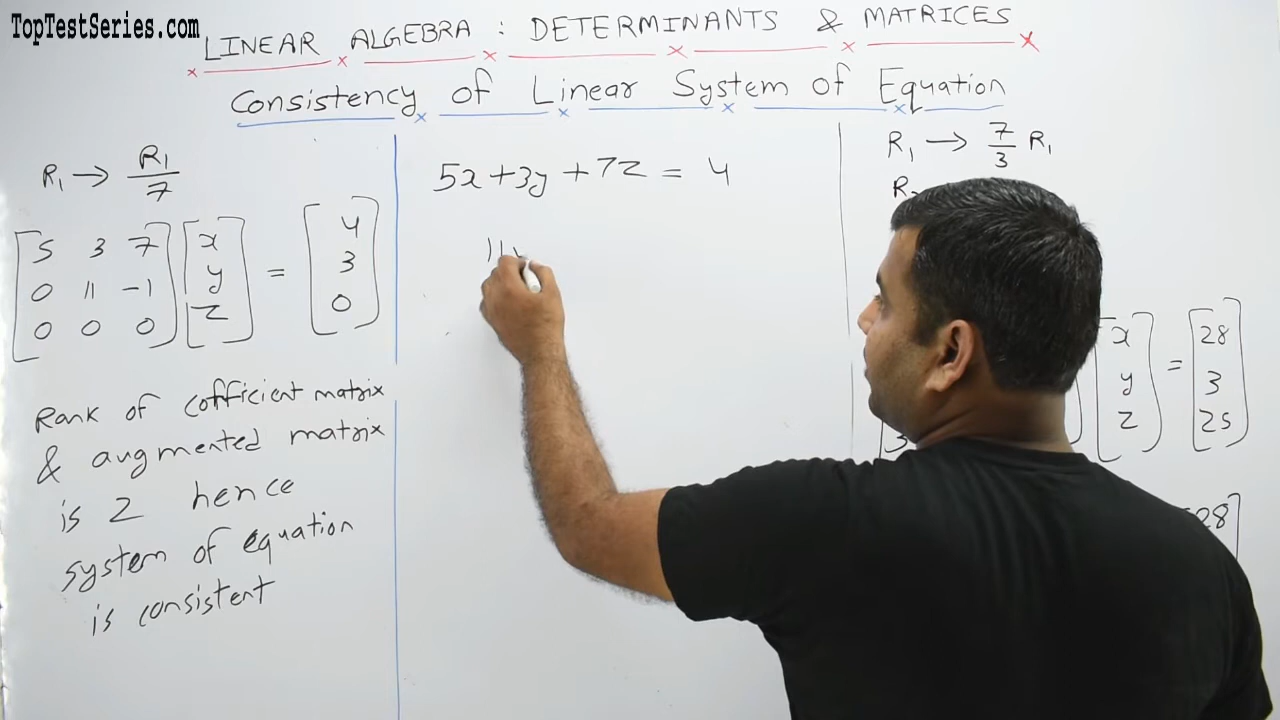 TopTestSeries.com
LINEAR ALGEBRA : DETERMINANTS & MATRICES
Consistency of Linear System of Equation
R₁ → R₁/7
[5 3 7] [x] = [4]
[0 11 -1] [y] [3]
[0 0 0] [z] [0]
Rank of cofficient matrix
& augmented matrix
is 2 hence
system of equation
is consistent
5x + 3y + 7z = 4
11
R₁ → 7/3 R₁
[x] = [28]
[y] [3]
[z] [25]
28]